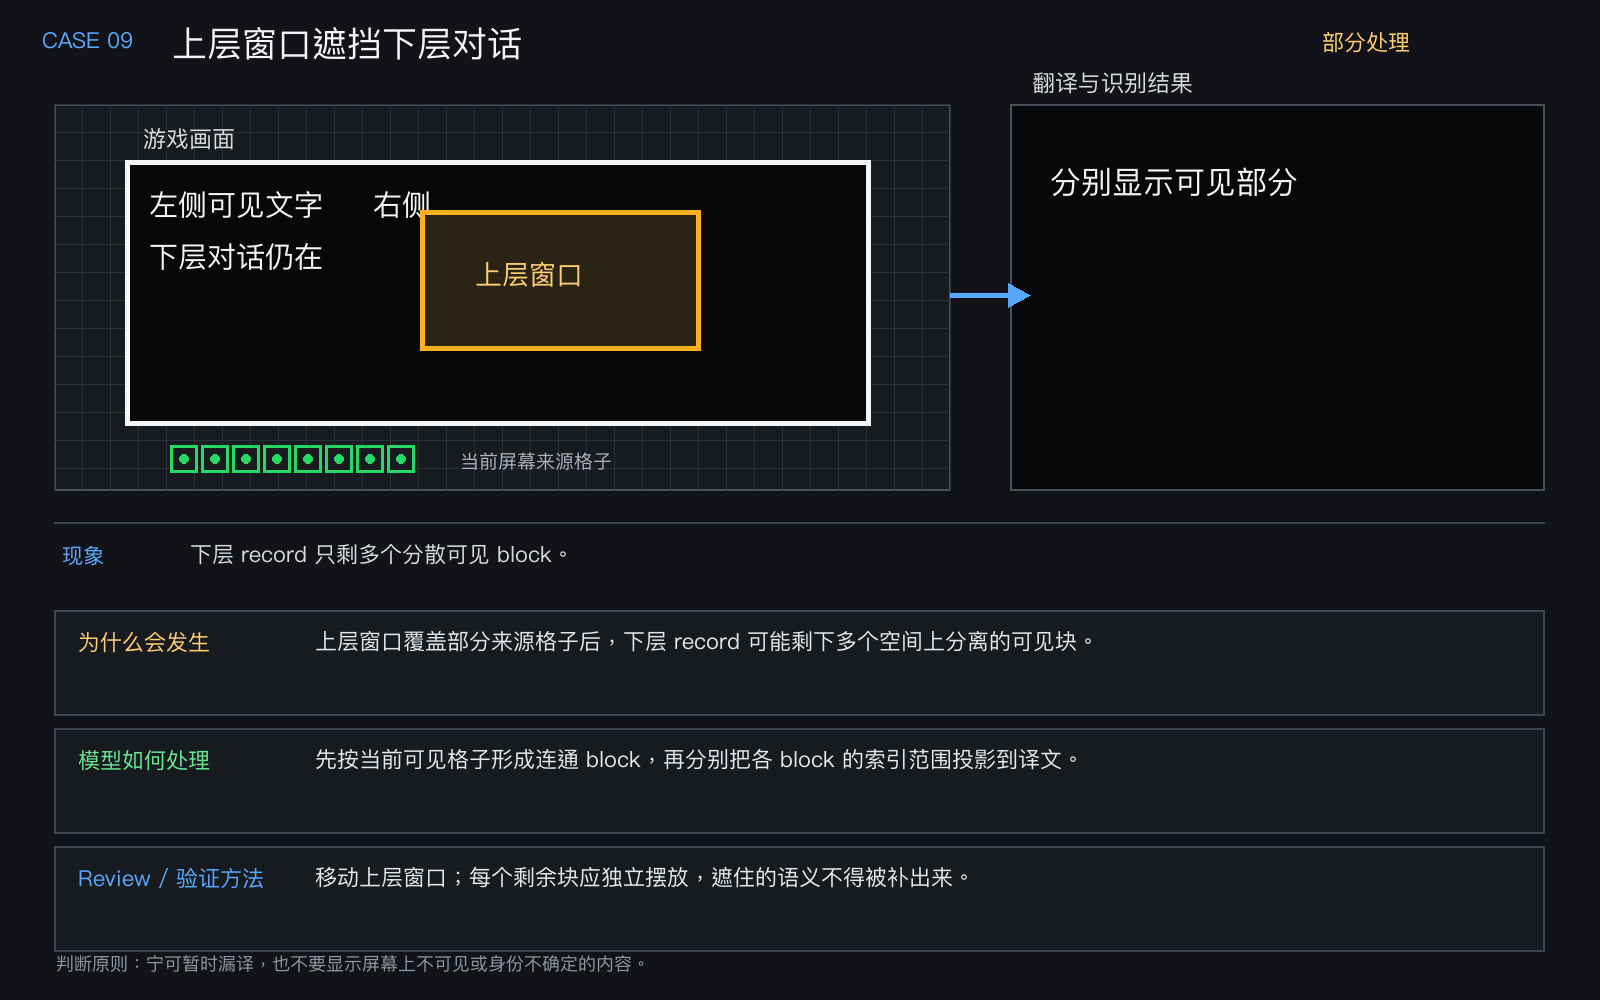 CASE 09 上层窗口遮挡下层对话 部分处理
翻译与识别结果
游戏画面
左侧可见文字 右侧
下层对话仍在
上层窗口
分别显示可见部分
当前屏幕来源格子
现象 下层 record 只剩多个分散可见 block。
为什么会发生 上层窗口覆盖部分来源格子后，下层 record 可能剩下多个空间上分离的可见块。
模型如何处理 先按当前可见格子形成连通 block，再分别把各 block 的索引范围投影到译文。
Review / 验证方法 移动上层窗口；每个剩余块应独立摆放，遮住的语义不得被补出来。
判断原则：宁可暂时漏译，也不要显示屏幕上不可见或身份不确定的内容。